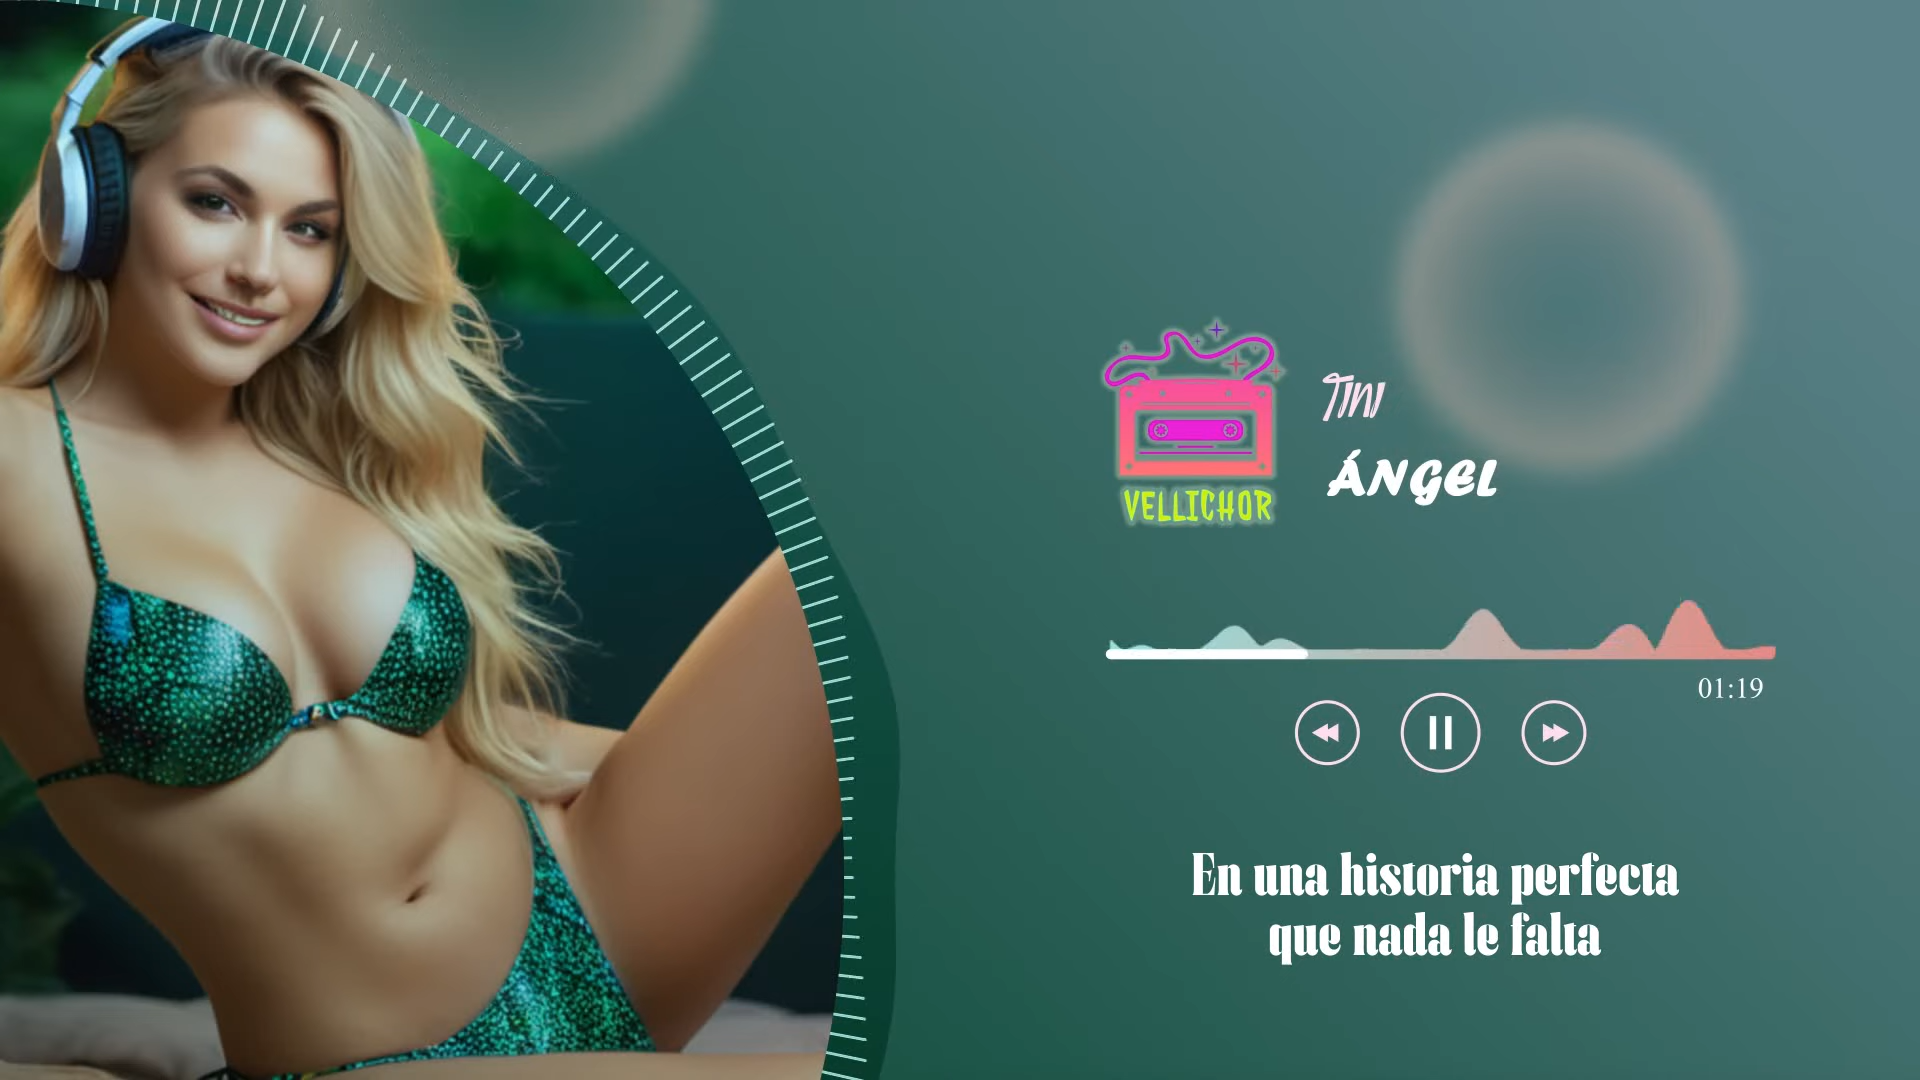 TINI
ÁNGEL
VELLICHOR
01:19
En una historia perfecta
que nada le falta